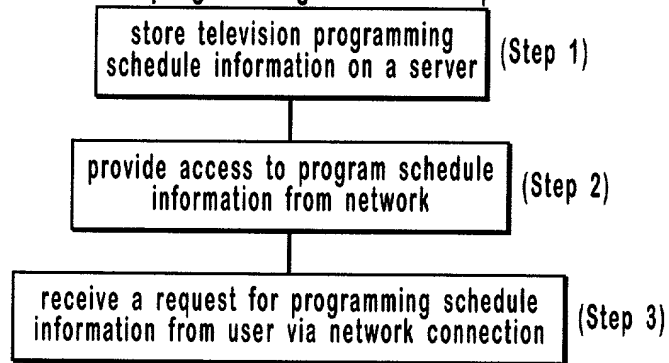 store television programming
schedule information on a server
(Step 1)
provide access to program schedule
information from network
(Step 2)
receive a request for programming schedule
information from user via network connection
(Step 3)